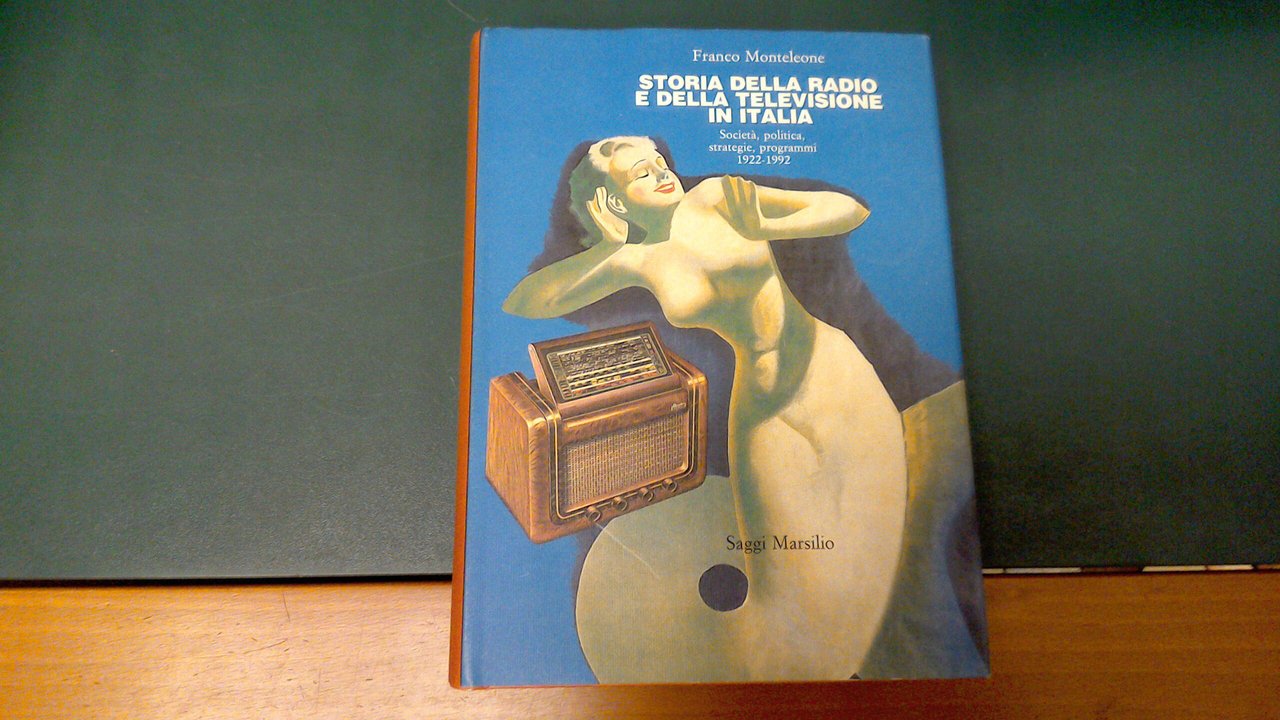 Franco Monteleone
STORIA DELLA RADIO
E DELLA TELEVISIONE
IN ITALIA
Società, politica,
strategie, programmi
1922-1992
Saggi Marsilio